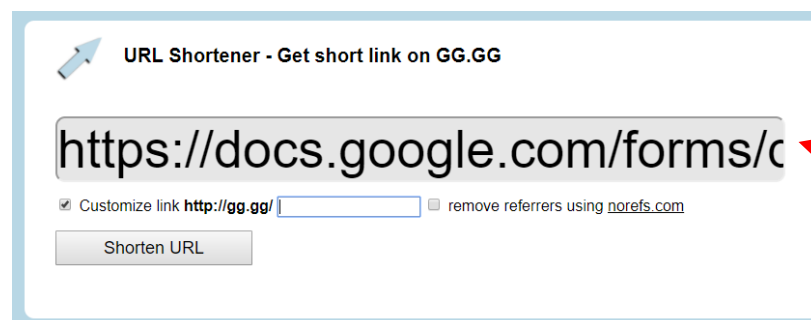 URL Shortener - Get short link on GG.GG
https://docs.google.com/forms/
Customize link http://gg.gg/ remove referrers using norefs.com
Shorten URL